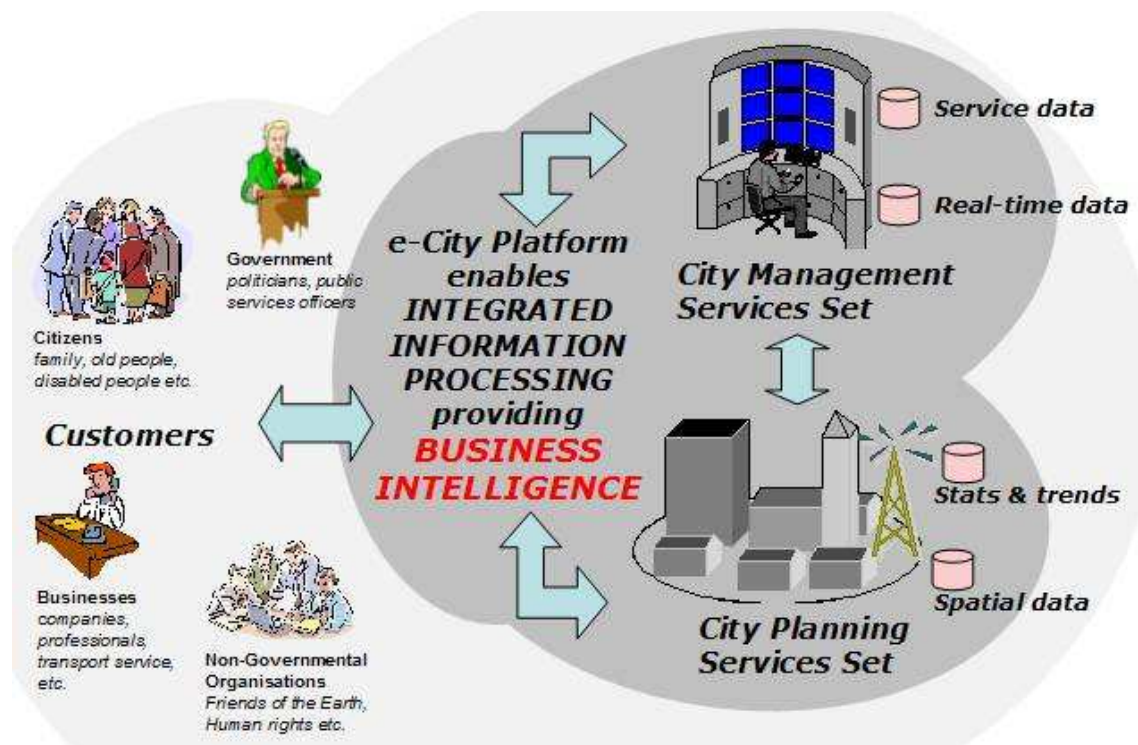 Government
politicians, public
services officers
Citizens
family, old people,
disabled people etc.
Customers
Businesses
companies,
professionals,
transport service,
etc.
Non-Governmental
Organisations
Friends of the Earth,
Human rights etc.
e-City Platform
enables
INTEGRATED
INFORMATION
PROCESSING
providing
BUSINESS
INTELLIGENCE
Service data
Real-time data
City Management
Services Set
Stats & trends
Spatial data
City Planning
Services Set